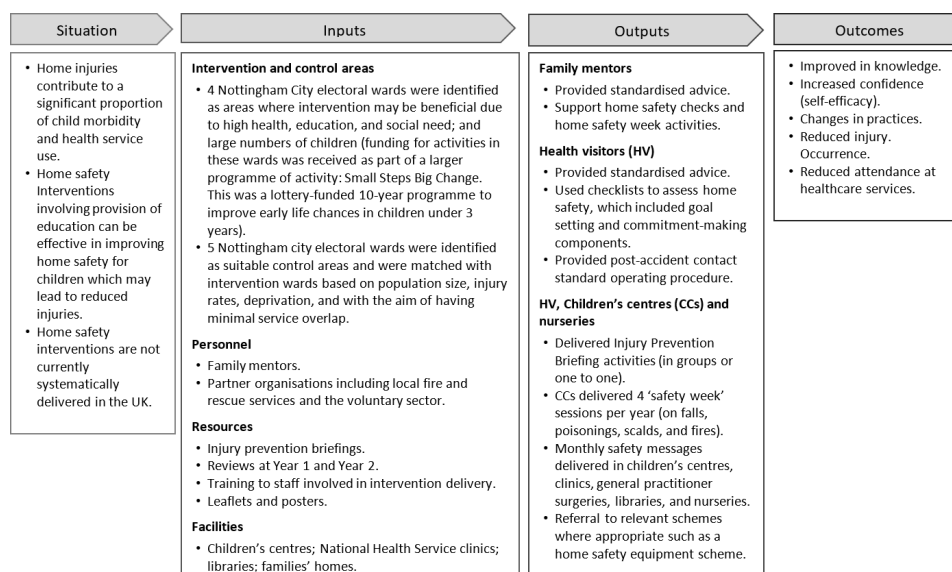 Situation
Inputs
Outputs
Outcomes
• Home injuries
contribute to a
significant proportion
of child morbidity
and health service
use.
• Home safety
Interventions
involving provision of
education can be
effective in improving
home safety for
children which may
lead to reduced
injuries.
• Home safety
interventions are not
currently
systematically
delivered in the UK.
Intervention and control areas
• 4 Nottingham City electoral wards were identified
as areas where intervention may be beneficial due
to high health, education, and social need; and
large numbers of children (funding for activities in
these wards was received as part of a larger
programme of activity: Small Steps Big Change.
This was a lottery-funded 10-year programme to
improve early life chances in children under 3
years).
• 5 Nottingham city electoral wards were identified
as suitable control areas and were matched with
intervention wards based on population size, injury
rates, deprivation, and with the aim of having
minimal service overlap.
Personnel
• Family mentors.
• Partner organisations including local fire and
rescue services and the voluntary sector.
Resources
• Injury prevention briefings.
• Reviews at Year 1 and Year 2.
• Training to staff involved in intervention delivery.
• Leaflets and posters.
Facilities
• Children's centres; National Health Service clinics;
libraries; families' homes.
Family mentors
• Provided standardised advice.
• Support home safety checks and
home safety week activities.
Health visitors (HV)
• Provided standardised advice.
• Used checklists to assess home
safety, which included goal
setting and commitment-making
components.
• Provided post-accident contact
standard operating procedure.
HV, Children's centres (CCs) and
nurseries
• Delivered Injury Prevention
Briefing activities (in groups or
one to one).
• CCs delivered 4 'safety week'
sessions per year (on falls,
poisonings, scalds, and fires).
• Monthly safety messages
delivered in children's centres,
clinics, general practitioner
surgeries, libraries, and nurseries.
• Referral to relevant schemes
where appropriate such as a
home safety equipment scheme.
• Improved in knowledge.
• Increased confidence
(self-efficacy).
• Changes in practices.
• Reduced injury.
Occurrence.
• Reduced attendance at
healthcare services.